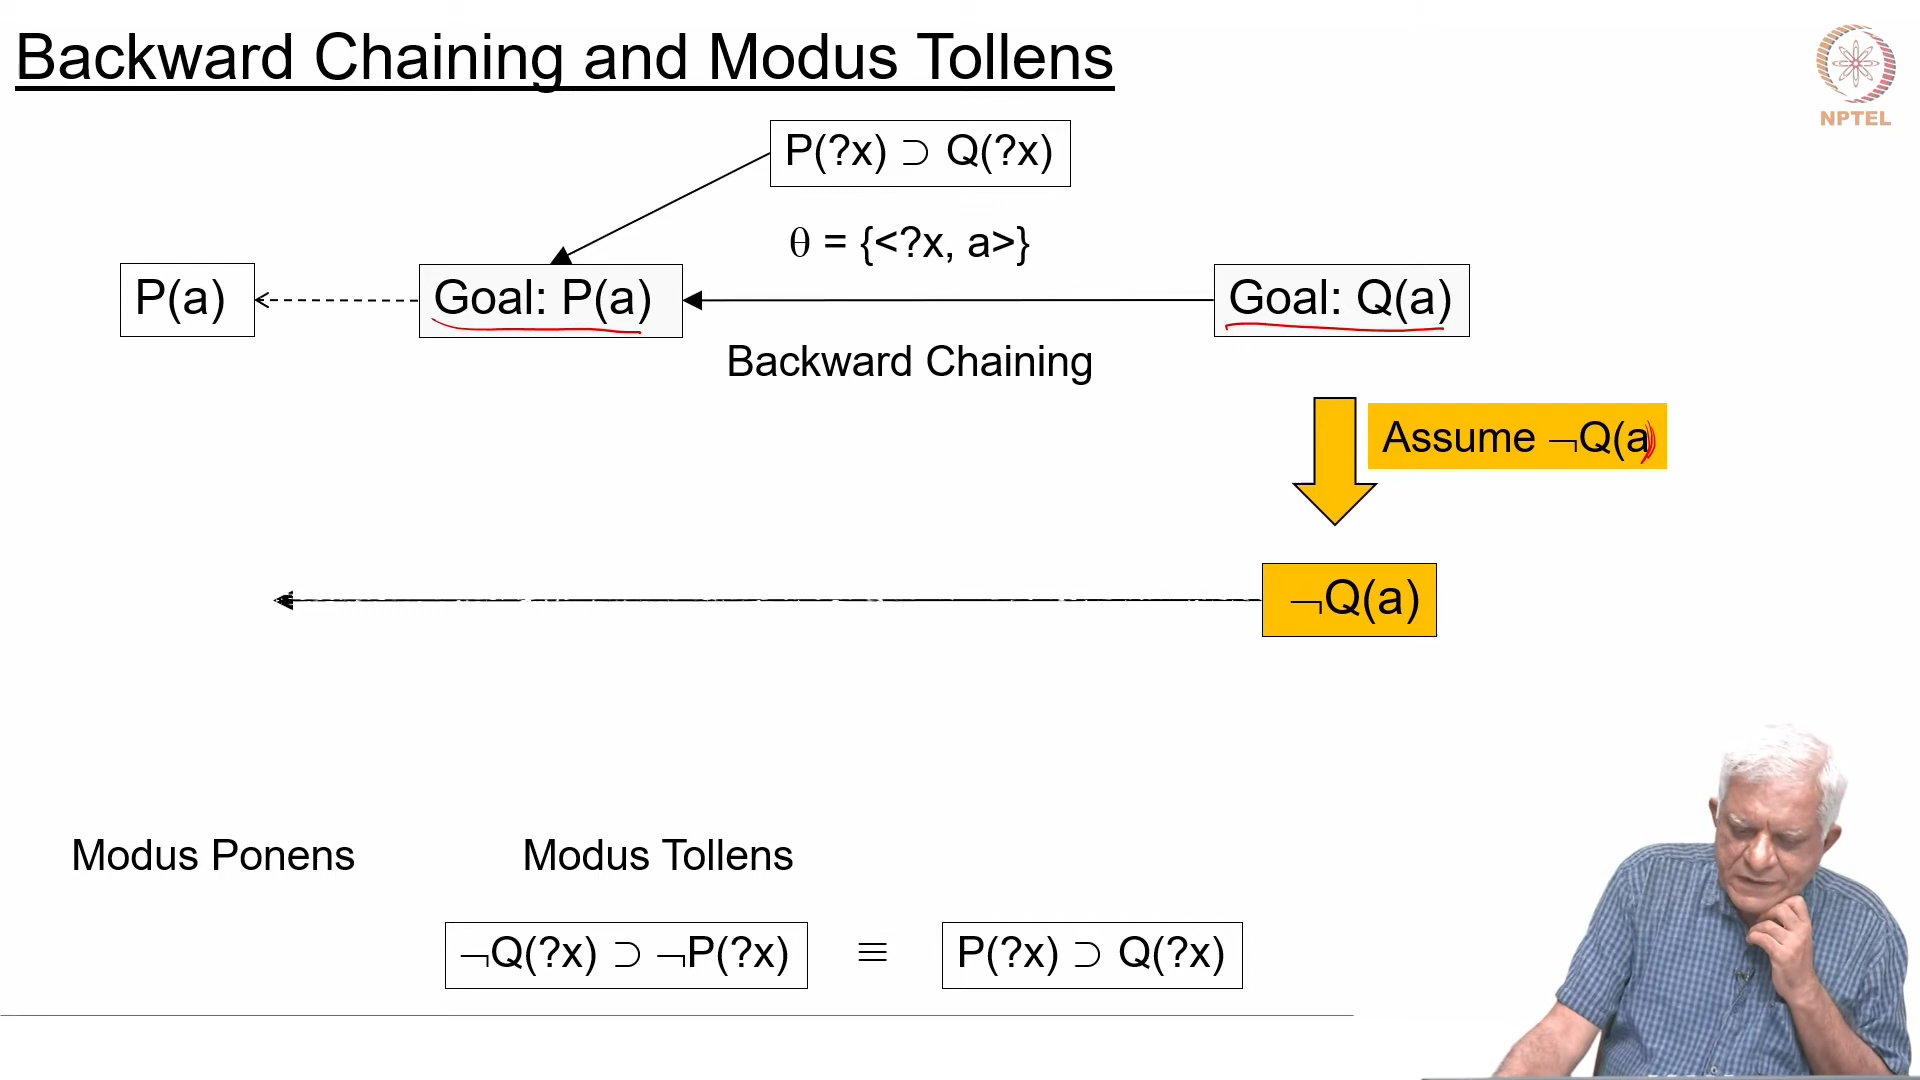 Backward Chaining and Modus Tollens
NPTEL
P(?x) ⊃ Q(?x)
θ = {<?x, a>}
P(a)
Goal: P(a)
Goal: Q(a)
Backward Chaining
Assume ¬Q(a)
¬Q(a)
Modus Ponens
Modus Tollens
¬Q(?x) ⊃ ¬P(?x) ≡ P(?x) ⊃ Q(?x)